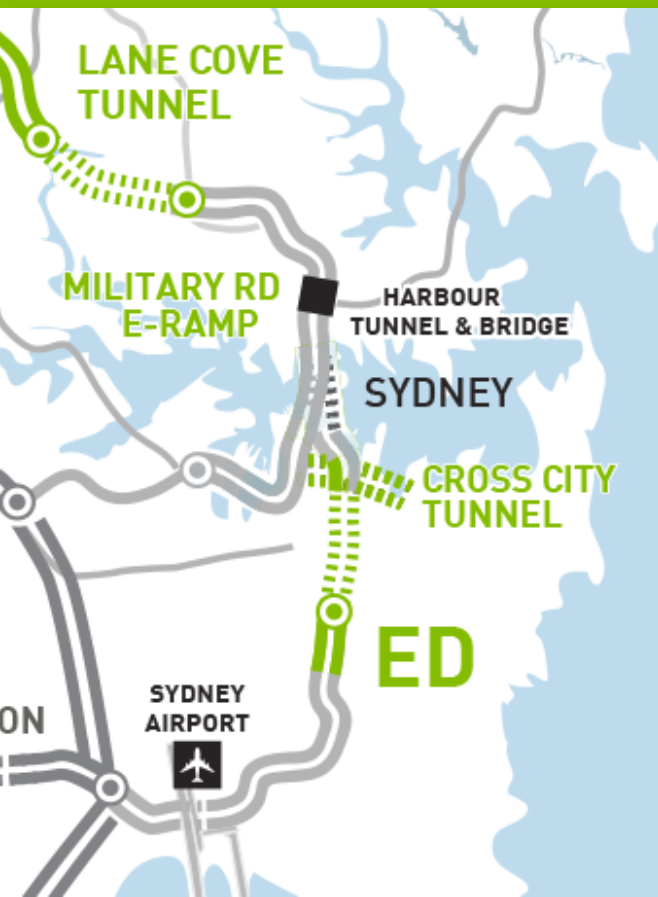 LANE COVE
TUNNEL
MILITARY RD
E-RAMP
HARBOUR
TUNNEL & BRIDGE
SYDNEY
CROSS CITY
TUNNEL
ED
SYDNEY
AIRPORT
ON